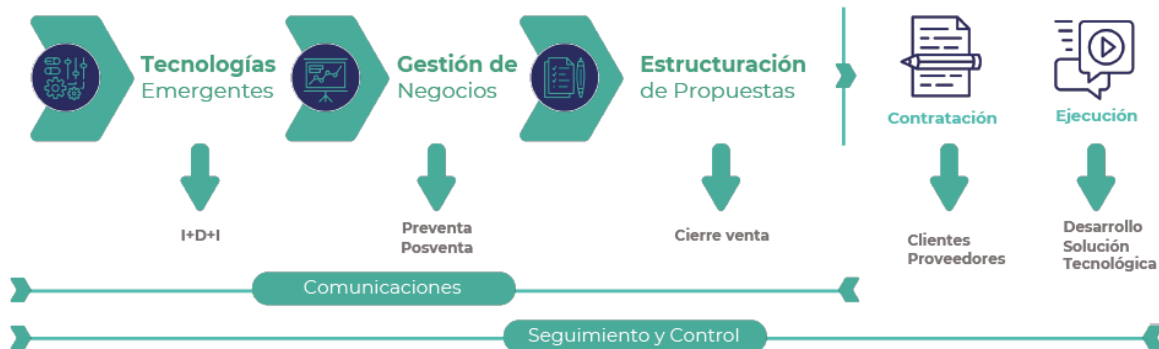 Tecnologías
Emergentes
Gestión de
Negocios
Estructuración
de Propuestas
Contratación
Ejecución
I+D+I
Preventa
Posventa
Cierre venta
Clientes
Proveedores
Desarrollo
Solución
Tecnológica
Comunicaciones
Seguimiento y Control